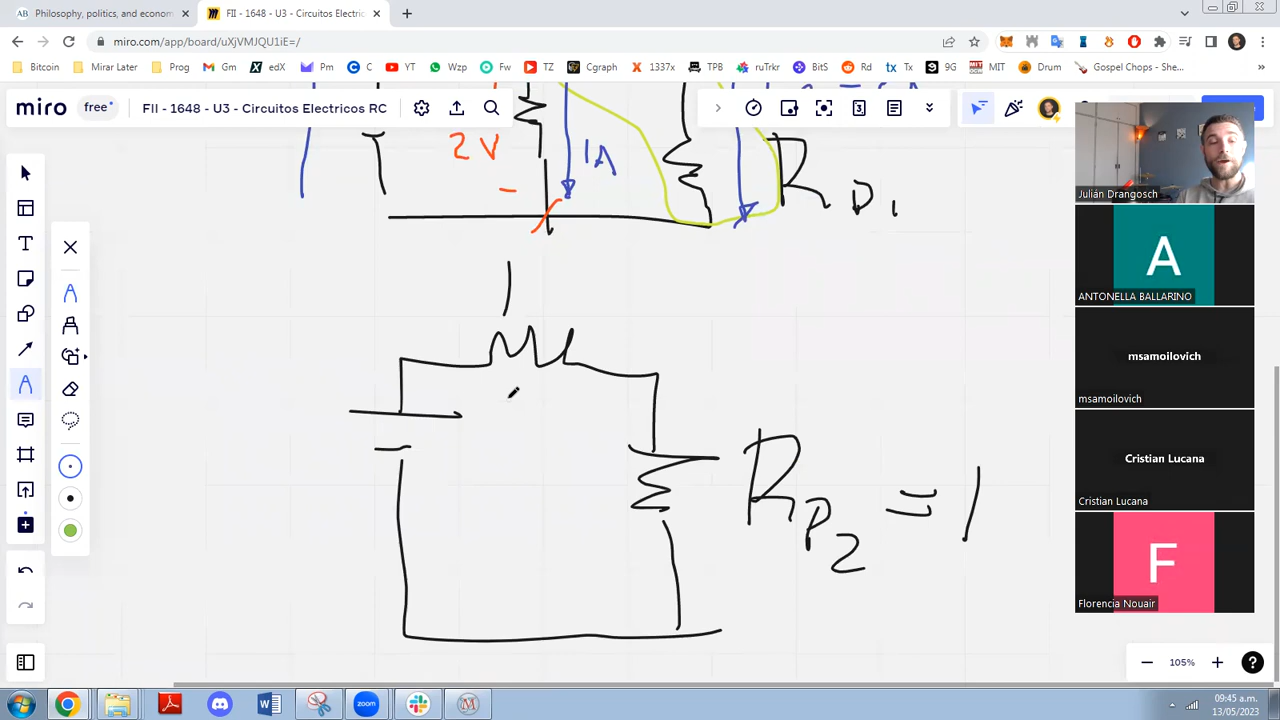 Philosophy, politics, and econom
FII - 1648 - U3 - Circuitos Electric
miro.com/app/board/uXjVMJQU1iE=/
Bitcoin
Mirar Later
Prog
Gm
edX
Pm
C
YT
Wzp
Fw
TZ
Cgraph
1337x
TPB
ruTrkr
BitS
Rd
Tx
9G
MIT
Drum
Gospel Chops - She...
miro
free
FII - 1648 - U3 - Circuitos Electricos RC
2V
1A
R
1
R P2 = 1
Julián Drangosch
A
ANTONELLA BALLARINO
msamoilovich
msamoilovich
Cristian Lucana
Cristian Lucana
F
Florencia Nouair
105%
zoom
09:45 a.m.
13/05/2023